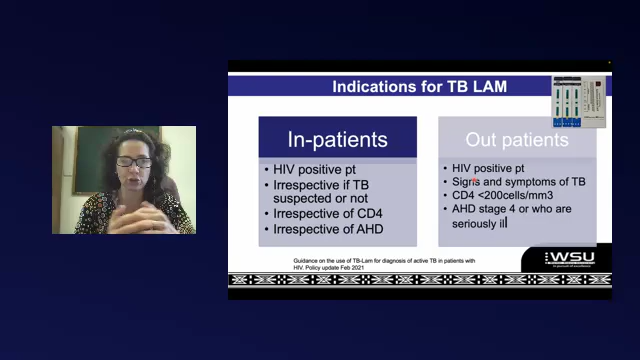 Indications for TB LAM
In-patients
• HIV positive pt
• Irrespective if TB
suspected or not
• Irrespective of CD4
• Irrespective of AHD
Out patients
• HIV positive pt
• Signs and symptoms of TB
• CD4 <200cells/mm3
• AHD stage 4 or who are
seriously ill
Guidance on the use of TB-Lam for diagnosis of active TB in patients with
HIV. Policy update Feb 2021
WSU